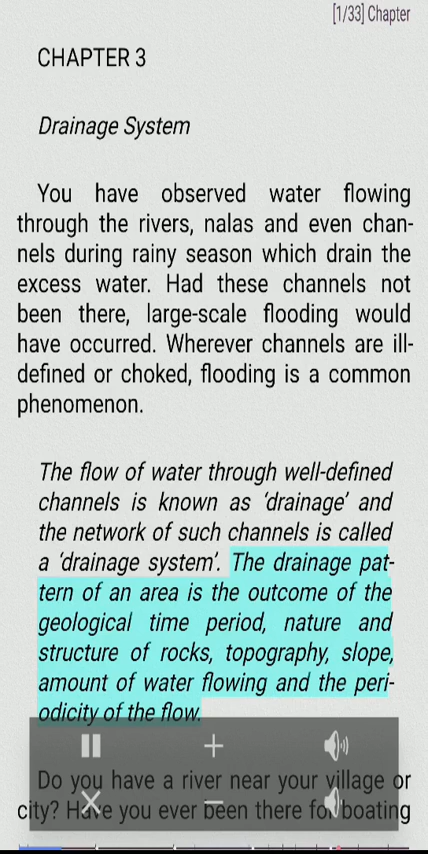 [1/33] Chapter
CHAPTER 3
Drainage System
You have observed water flowing
through the rivers, nalas and even chan-
nels during rainy season which drain the
excess water. Had these channels not
been there, large-scale flooding would
have occurred. Wherever channels are ill-
defined or choked, flooding is a common
phenomenon.
The flow of water through well-defined
channels is known as ‘drainage’ and
the network of such channels is called
a ‘drainage system’. The drainage pat-
tern of an area is the outcome of the
geological time period, nature and
structure of rocks, topography, slope,
amount of water flowing and the peri-
odicity of the flow.
Do you have a river near your village or
city? Have you ever been there for boating